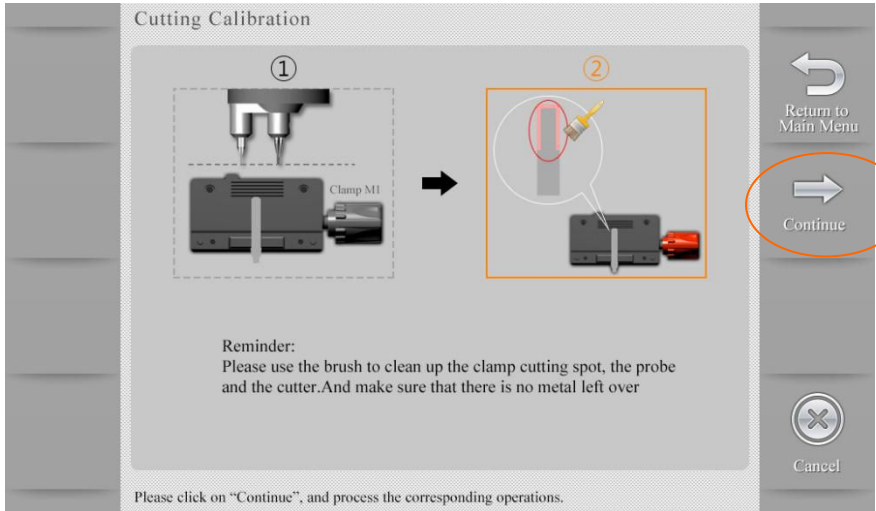 Cutting Calibration
①
②
Clamp M1
Return to
Main Menu
Continue
Reminder:
Please use the brush to clean up the clamp cutting spot, the probe
and the cutter.And make sure that there is no metal left over
Cancel
Please click on “Continue”, and process the corresponding operations.